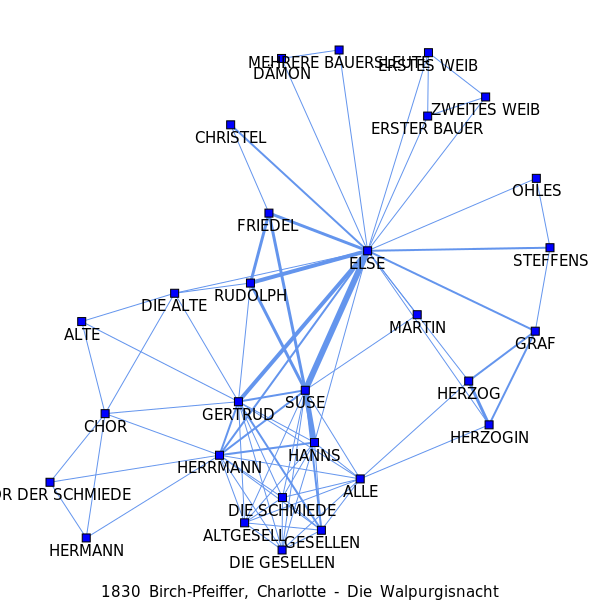 MEHRERE BAUERSLEUTE
ERSTES WEIB
DAMON
ZWEITES WEIB
ERSTER BAUER
CHRISTEL
OHLES
FRIEDEL
STEFFENS
ELSE
RUDOLPH
DIE ALTE
MARTIN
ALTE
GRAF
HERZOG
SUSE
GERTRUD
CHOR
HERZOGIN
HANNS
HERRMANN
ALLE
OR DER SCHMIEDE
DIE SCHMIEDE
ALTGESELL
GESELLEN
HERMANN
DIE GESELLEN
1830 Birch-Pfeiffer, Charlotte - Die Walpurgisnacht